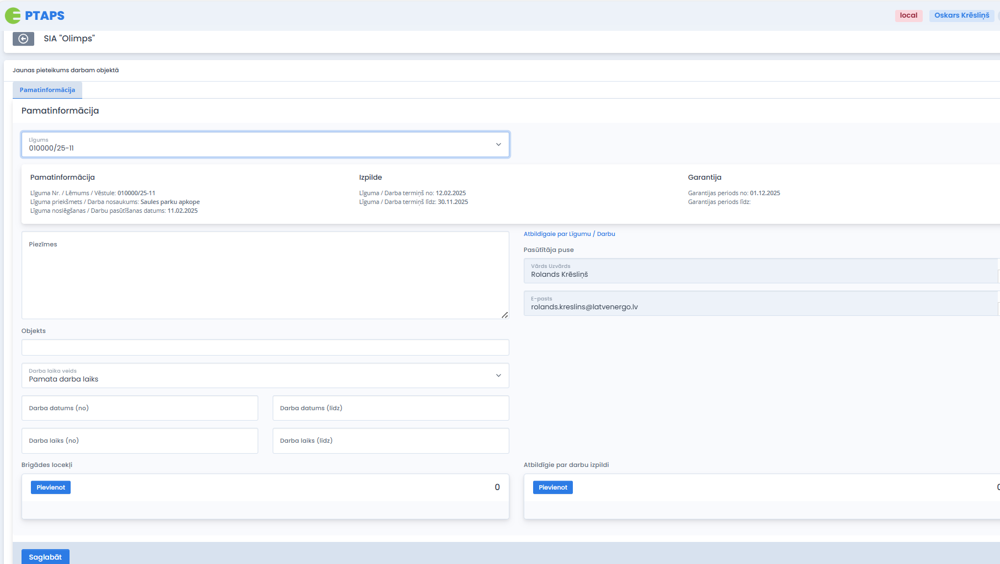 PTAPS
local
Oskars Krēsliņš
SIA "Olimps"
Jaunas pieteikums darbam objektā
Pamatinformācija
Pamatinformācija
Līgums
010000/25-11
Pamatinformācija
Līguma Nr. / Lēmums / Vēstule: 010000/25-11
Līguma priekšmets / Darba nosaukums: Saules parku apkope
Līguma noslēgšanas / Darbu pasūtīšanas datums: 11.02.2025
Izpilde
Līguma / Darba termiņš no: 12.02.2025
Līguma / Darba termiņš līdz: 30.11.2025
Garantija
Garantijas periods no: 01.12.2025
Garantijas periods līdz:
Piezīmes
Atbildīgaie par Līgumu / Darbu
Pasūtītāja puse
Vārds Uzvārds
Rolands Krēsliņš
E-pasts
rolands.kreslins@latvenergo.lv
Objekts
Darba laika veids
Pamata darba laiks
Darba datums (no)
Darba datums (līdz)
Darba laiks (no)
Darba laiks (līdz)
Brigādes locekļi
Pievienot
0
Atbildīgie par darbu izpildi
Pievienot
Saglabāt